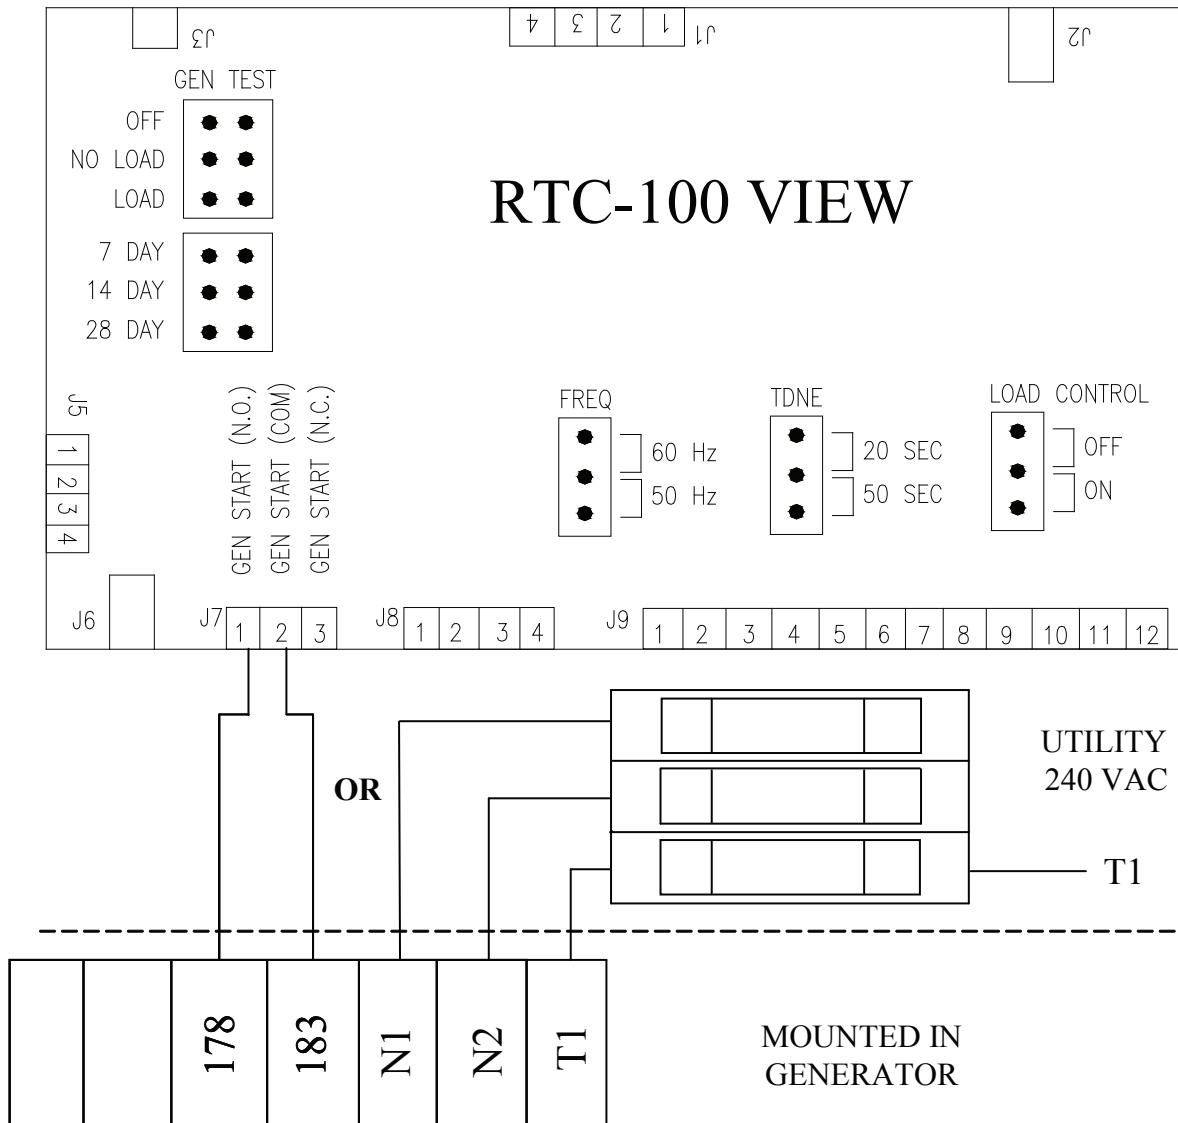 J3
4 3 2 1 J1
J2
GEN TEST
OFF
NO LOAD
LOAD
RTC-100 VIEW
7 DAY
14 DAY
28 DAY
J5
1
2
3
4
GEN START (N.O.)
GEN START (COM)
GEN START (N.C.)
FREQ
60 Hz
50 Hz
TDNE
20 SEC
50 SEC
LOAD CONTROL
OFF
ON
J6
J7 1 2 3
J8 1 2 3 4
J9 1 2 3 4 5 6 7 8 9 10 11 12
OR
UTILITY
240 VAC
T1
178
183
N1
N2
T1
MOUNTED IN
GENERATOR